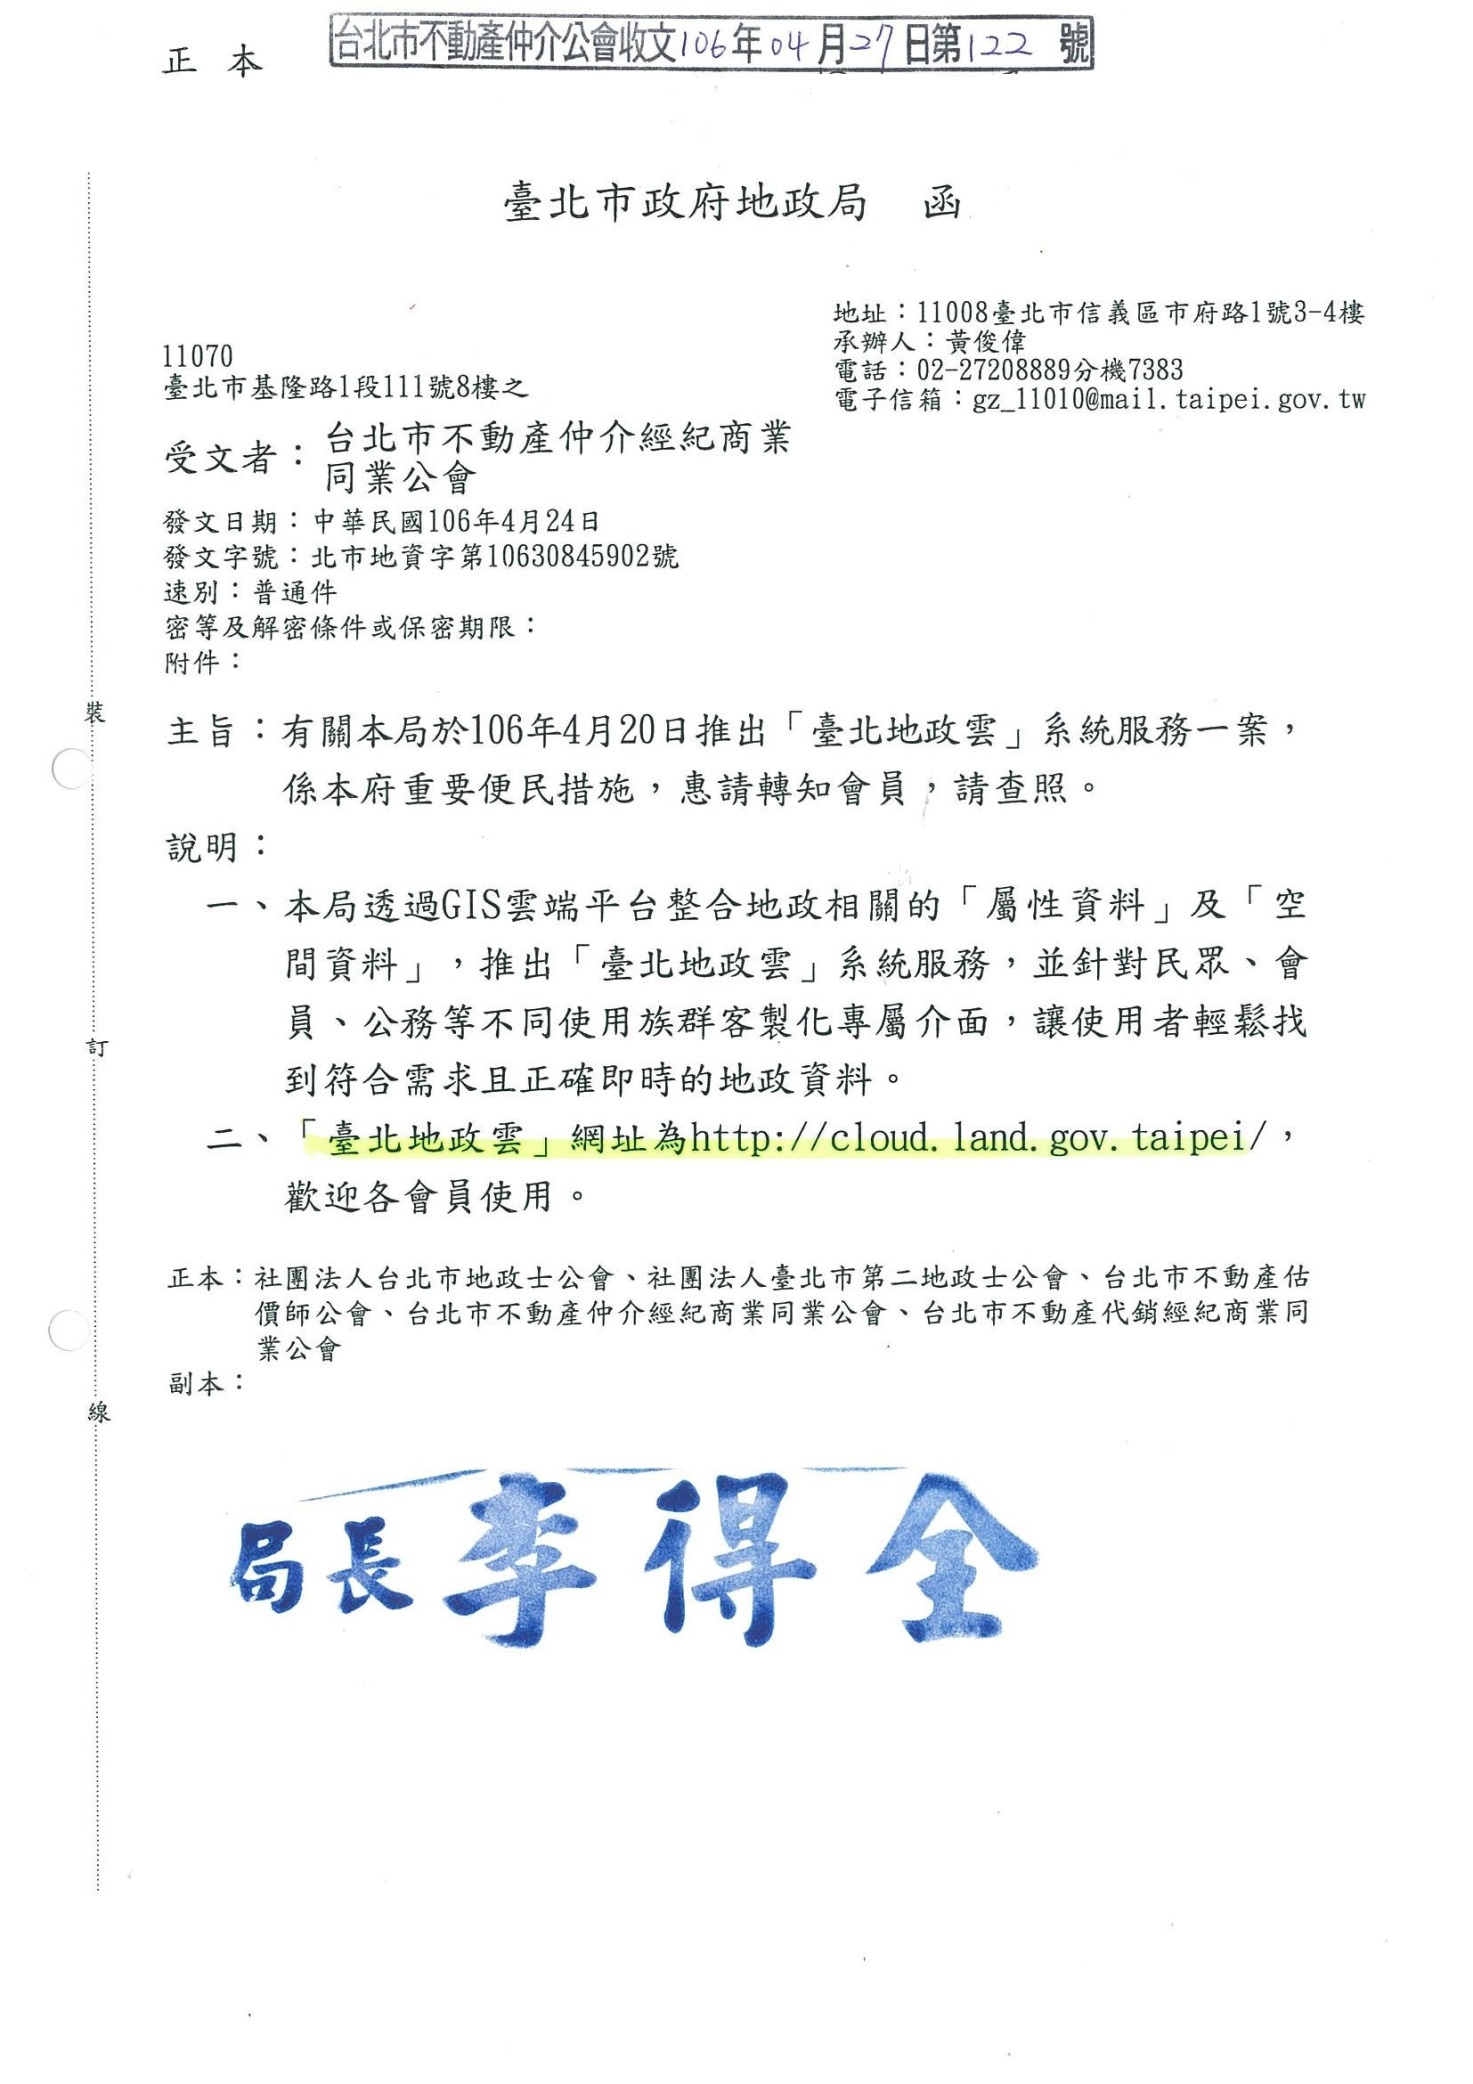 正本
台北市不動產仲介公會收文106年04月27日第122號
臺北市政府地政局 函
地址：11008臺北市信義區市府路1號3-4樓
承辦人：黃俊偉
電話：02-27208889分機7383
電子信箱：gz_11010@mail.taipei.gov.tw
11070
臺北市基隆路1段111號8樓之
受文者：台北市不動產仲介經紀商業
同業公會
發文日期：中華民國106年4月24日
發文字號：北市地資字第10630845902號
速別：普通件
密等及解密條件或保密期限：
附件：
主旨：有關本局於106年4月20日推出「臺北地政雲」系統服務一案，
係本府重要便民措施，惠請轉知會員，請查照。
說明：
一、本局透過GIS雲端平台整合地政相關的「屬性資料」及「空
間資料」，推出「臺北地政雲」系統服務，並針對民眾、會
員、公務等不同使用族群客製化專屬介面，讓使用者輕鬆找
到符合需求且正確即時的地政資料。
二、「臺北地政雲」網址為http://cloud.land.gov.taipei/，
歡迎各會員使用。
正本：社團法人台北市地政士公會、社團法人臺北市第二地政士公會、台北市不動產估
價師公會、台北市不動產仲介經紀商業同業公會、台北市不動產代銷經紀商業同
業公會
副本：
局長 李得全
裝
訂
線